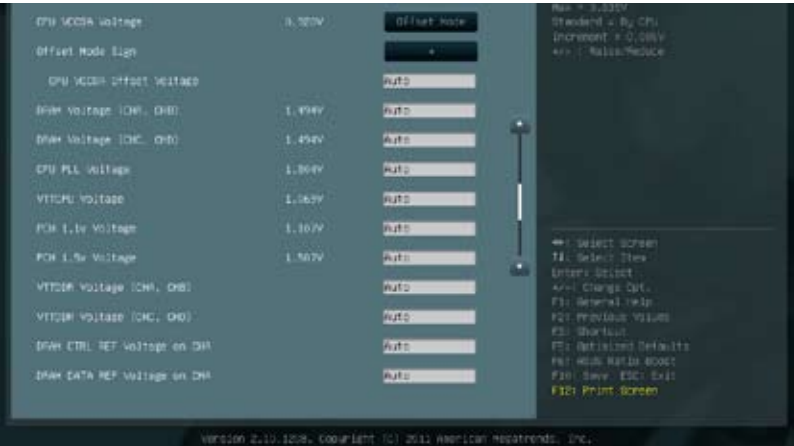 CPU VCCSA Voltage Offset Mode
Offset Mode Sign +
CPU VCCSA Offset Voltage Auto
DRAM Voltage (CHA, CHB) 1.494V Auto
DRAM Voltage (CHC, CHD) 1.494V Auto
CPU PLL Voltage Auto
VTTCPU Voltage Auto
PCH 1.1v Voltage 1.107V Auto
PCH 1.5v Voltage 1.507V Auto
VTTDDR Voltage (CHA, CHB) Auto
VTTDDR Voltage (CHC, CHD) Auto
DRAM CTRL REF Voltage on CHA Auto
DRAM DATA REF Voltage on CHA Auto
Standard = By CPU
+/- : Raise/Reduce
: Select Screen
: Select Item
Enter: Select
+/-: Change Opt.
F1: General Help
F2: Previous Values
F3: Shortcut
F5: Optimized Defaults
F10: Save ESC: Exit
F12: Print Screen
Version 2.10.1208. Copyright (C) 2011 American Megatrends, Inc.